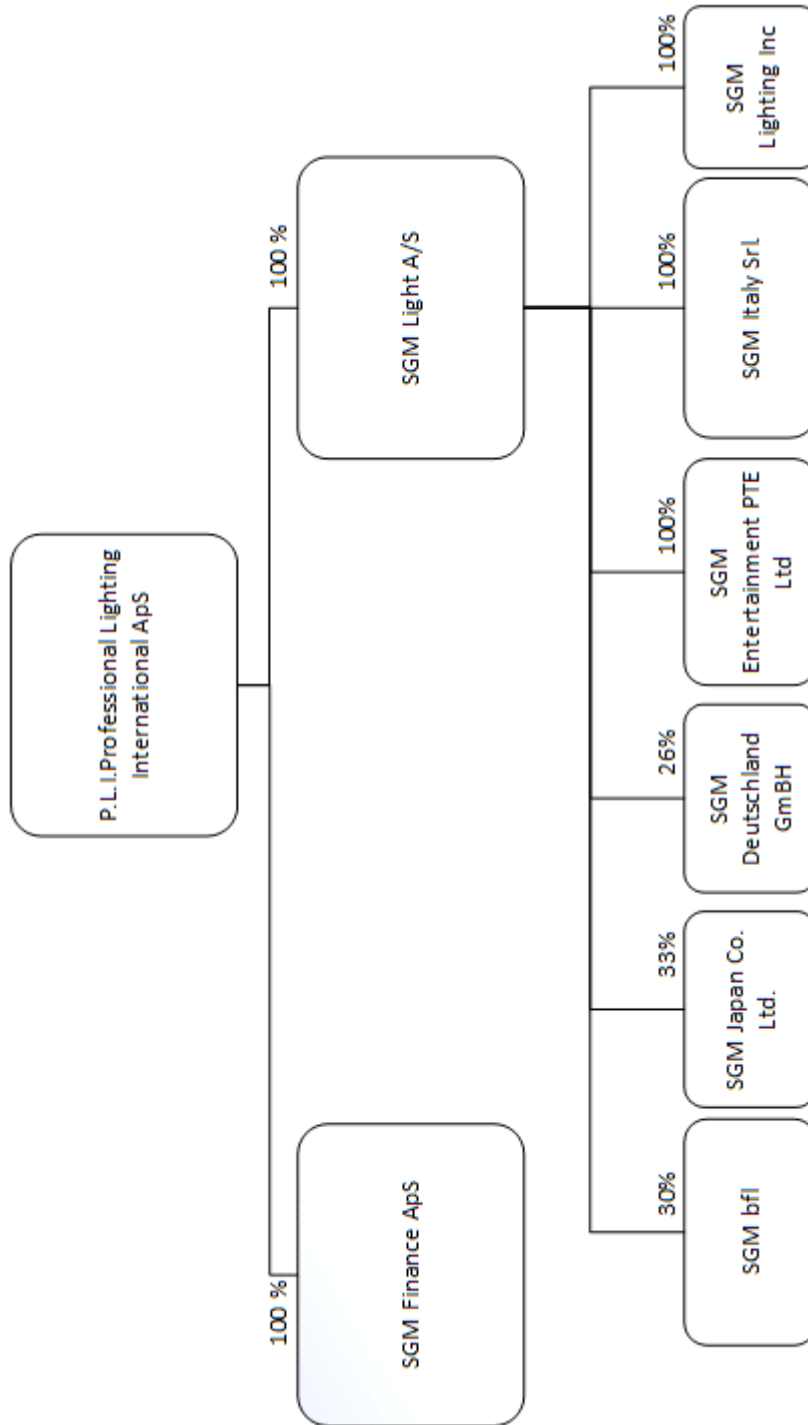 P.L.I.Professional Lighting
International ApS
100 %
SGM Finance ApS
100 %
SGM Light A/S
30%
SGM bfl
33%
SGM Japan Co.
Ltd.
26%
SGM
Deutschland
GmBH
100%
SGM
Entertainment PTE
Ltd
100%
SGM Italy Srl.
100%
SGM
Lighting Inc